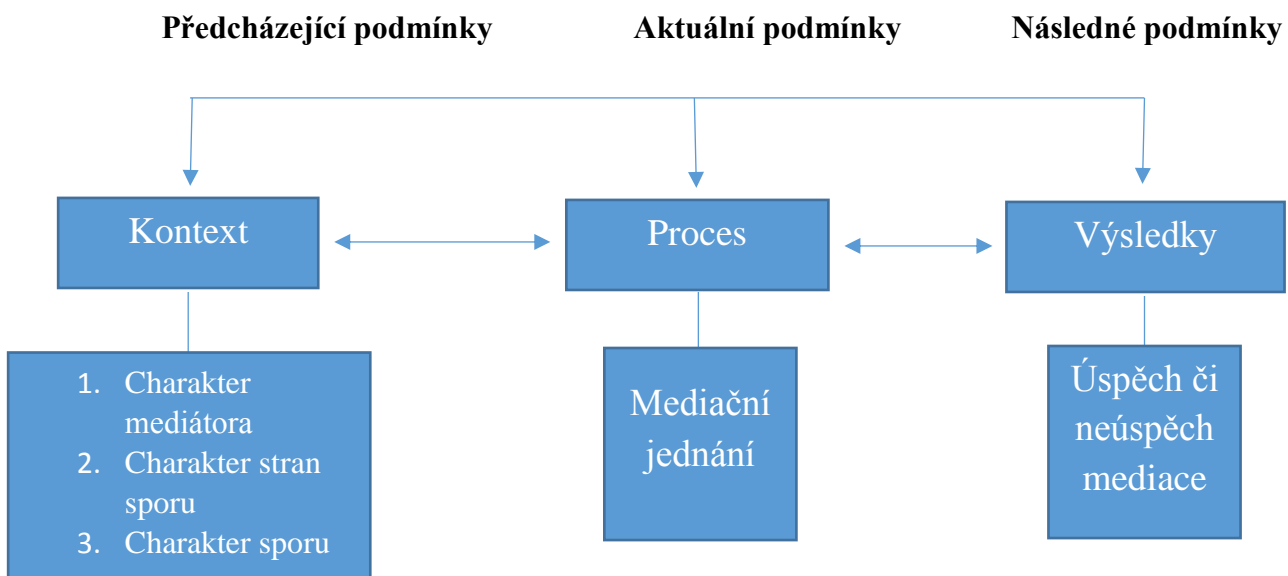 Předcházející podmínky
Aktuální podmínky
Následné podmínky
Kontext
Proces
Výsledky
1. Charakter
mediátora
2. Charakter stran
sporu
3. Charakter sporu
Mediační
jednání
Úspěch či
neúspěch
mediace